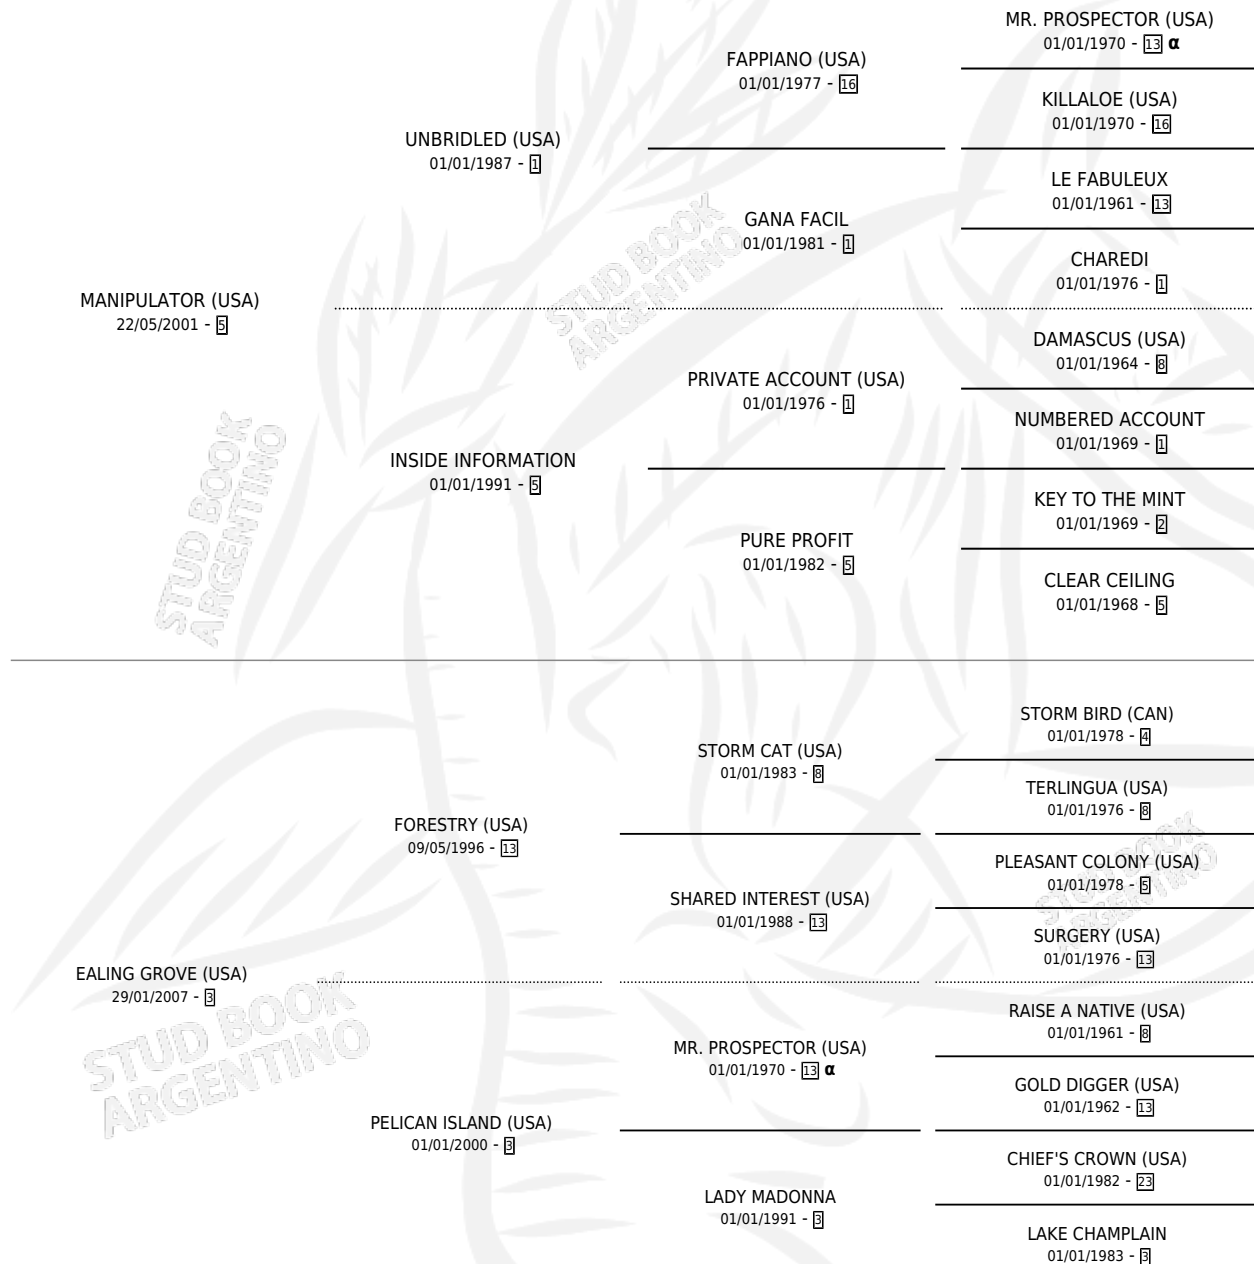 MR. PROSPECTOR (USA)
01/01/1970 - 13 α
FAPPIANO (USA)
01/01/1977 - 16
KILLALOE (USA)
01/01/1970 - 16
UNBRIDLED (USA)
01/01/1987 - 1
LE FABULEUX
01/01/1961 - 13
GANA FACIL
01/01/1981 - 1
CHAREDI
01/01/1976 - 1
MANIPULATOR (USA)
22/05/2001 - 5
DAMASCUS (USA)
01/01/1964 - 8
PRIVATE ACCOUNT (USA)
01/01/1976 - 1
NUMBERED ACCOUNT
01/01/1969 - 1
INSIDE INFORMATION
01/01/1991 - 5
KEY TO THE MINT
01/01/1969 - 2
PURE PROFIT
01/01/1982 - 5
CLEAR CEILING
01/01/1968 - 5
STORM BIRD (CAN)
01/01/1978 - 4
STORM CAT (USA)
01/01/1983 - 8
TERLINGUA (USA)
01/01/1976 - 8
FORESTRY (USA)
09/05/1996 - 13
PLEASANT COLONY (USA)
01/01/1978 - 5
SHARED INTEREST (USA)
01/01/1988 - 13
SURGERY (USA)
01/01/1976 - 13
EALING GROVE (USA)
29/01/2007 - 3
RAISE A NATIVE (USA)
01/01/1961 - 8
MR. PROSPECTOR (USA)
01/01/1970 - 13 α
GOLD DIGGER (USA)
01/01/1962 - 13
PELICAN ISLAND (USA)
01/01/2000 - 3
CHIEF'S CROWN (USA)
01/01/1982 - 23
LADY MADONNA
01/01/1991 - 3
LAKE CHAMPLAIN
01/01/1983 - 3
STUD BOOK
ARGENTINO
STUD BOOK
ARGENTINO
STUD BOOK
ARGENTINO
STUD BOOK
ARGENTINO